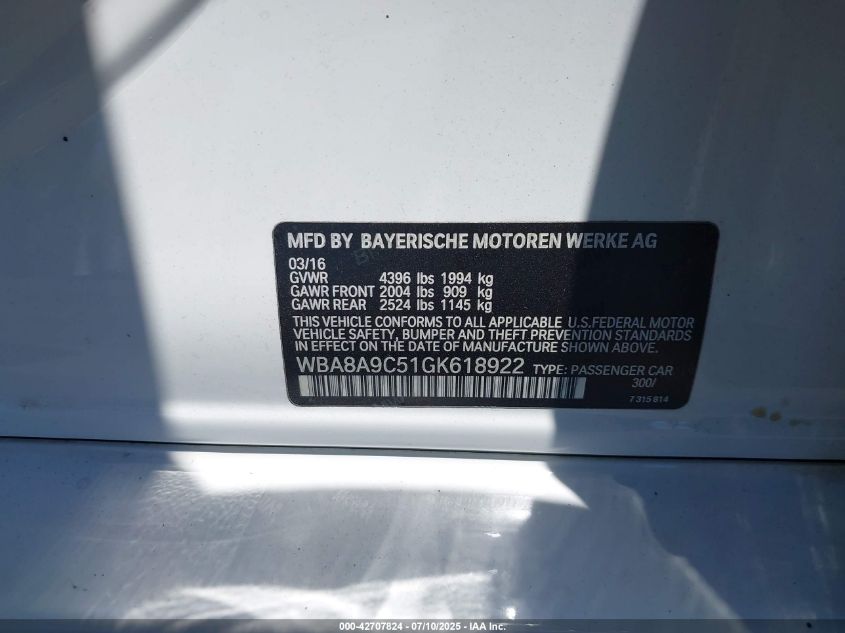 MFD BY BAYERISCHE MOTOREN WERKE AG
03/16
GVWR 4396 lbs 1994 kg
GAWR FRONT 2004 lbs 909 kg
GAWR REAR 2524 lbs 1145 kg
THIS VEHICLE CONFORMS TO ALL APPLICABLE U.S.FEDERAL MOTOR
VEHICLE SAFETY, BUMPER AND THEFT PREVENTION STANDARDS
IN EFFECT ON THE DATE OF MANUFACTURE SHOWN ABOVE.
WBA8A9C51GK618922 TYPE: PASSENGER CAR
300/
7 315 814
000-42707824 | 07/10/2025 | IAA Inc.